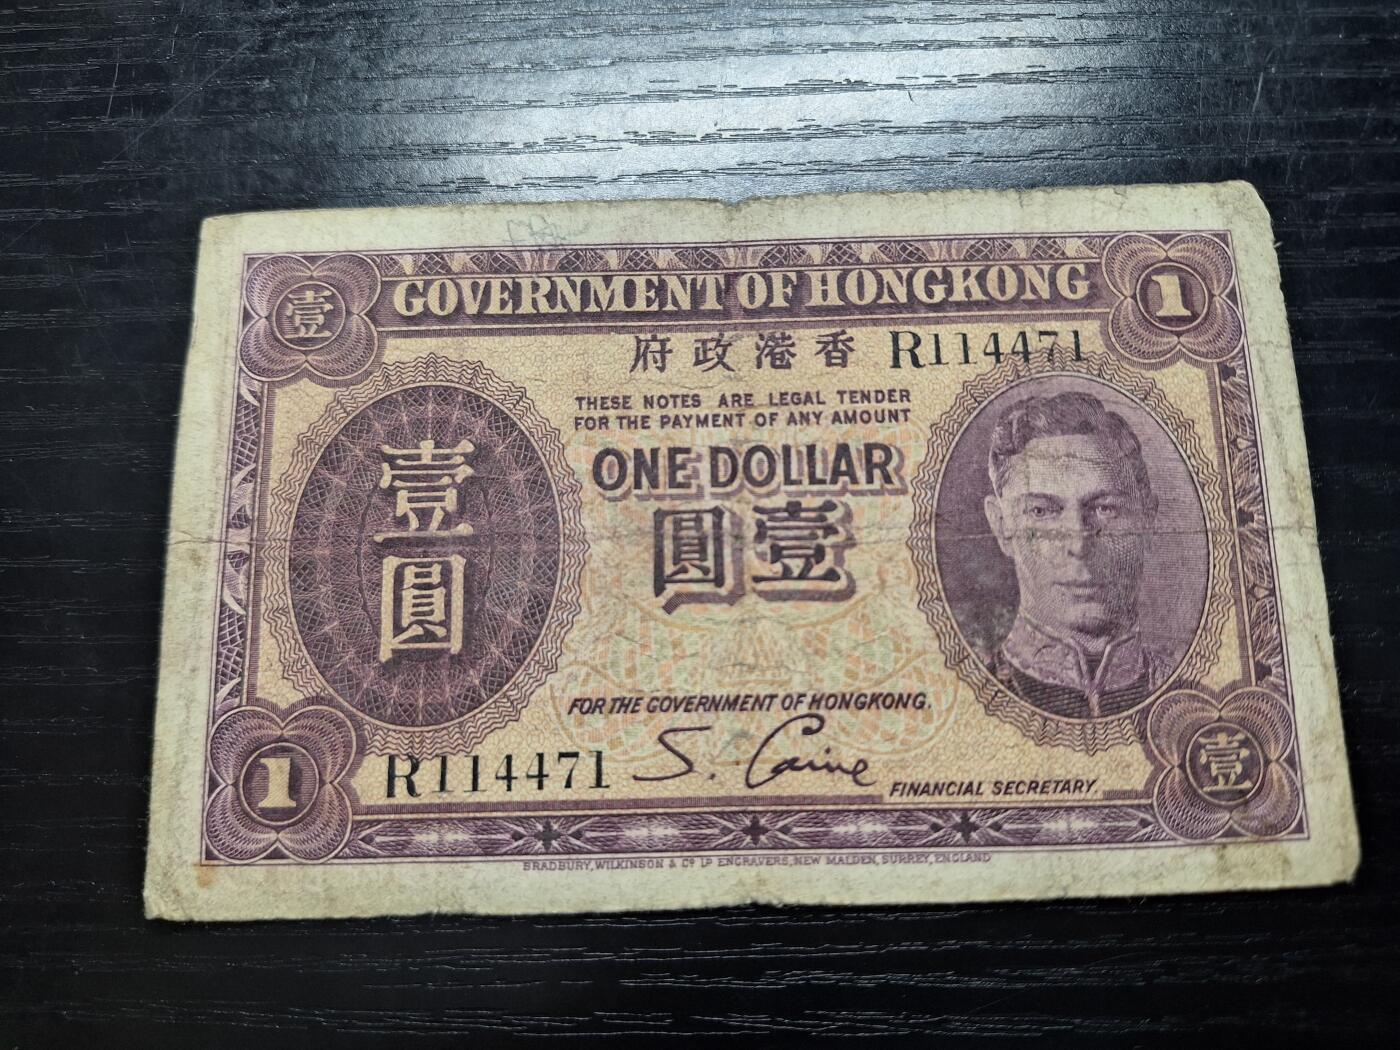 GOVERNMENT OF HONGKONG
壹
1
府政港香
R114471
THESE NOTES ARE LEGAL TENDER
FOR THE PAYMENT OF ANY AMOUNT
ONE DOLLAR
圓壹
壹圓
FOR THE GOVERNMENT OF HONGKONG.
R114471
S. Caine
FINANCIAL SECRETARY.
1
壹
BRADBURY, WILKINSON & Cº Lᴅ ENGRAVERS, NEW MALDEN, SURREY, ENGLAND